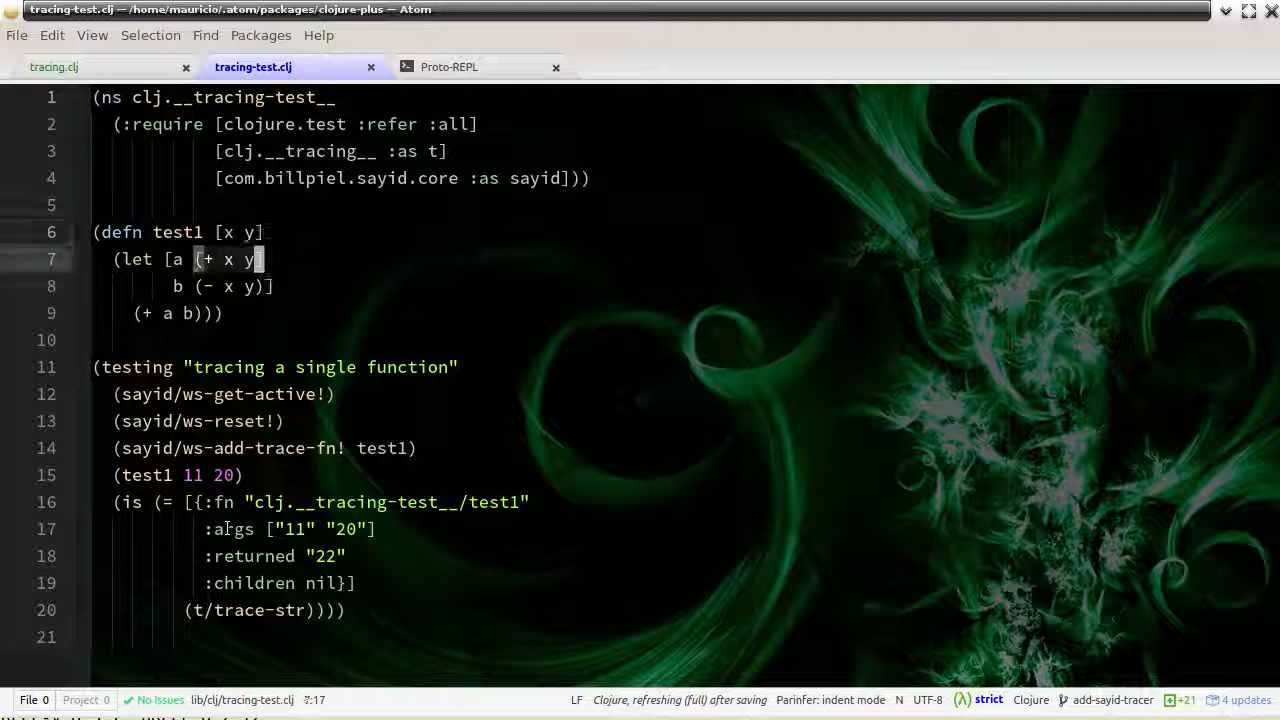 tracing-test.clj — /home/mauricio/.atom/packages/clojure-plus — Atom
File Edit View Selection Find Packages Help
tracing.clj tracing-test.clj Proto-REPL
1 (ns clj.__tracing-test__
2 (:require [clojure.test :refer :all]
3 [clj.__tracing__ :as t]
4 [com.billpiel.sayid.core :as sayid]))
5
6 (defn test1 [x y]
7 (let [a (+ x y)
8 b (- x y)]
9 (+ a b)))
10
11 (testing "tracing a single function"
12 (sayid/ws-get-active!)
13 (sayid/ws-reset!)
14 (sayid/ws-add-trace-fn! test1)
15 (test1 11 20)
16 (is (= [{:fn "clj.__tracing-test__/test1"
17 :args ["11" "20"]
18 :returned "22"
19 :children nil}]
20 (t/trace-str))))
21
File 0 Project 0 No Issues lib/clj/tracing-test.clj 7:17 LF Clojure, refreshing (full) after saving Parinfer: indent mode N UTF-8 (λ) strict Clojure add-sayid-tracer +21 4 updates